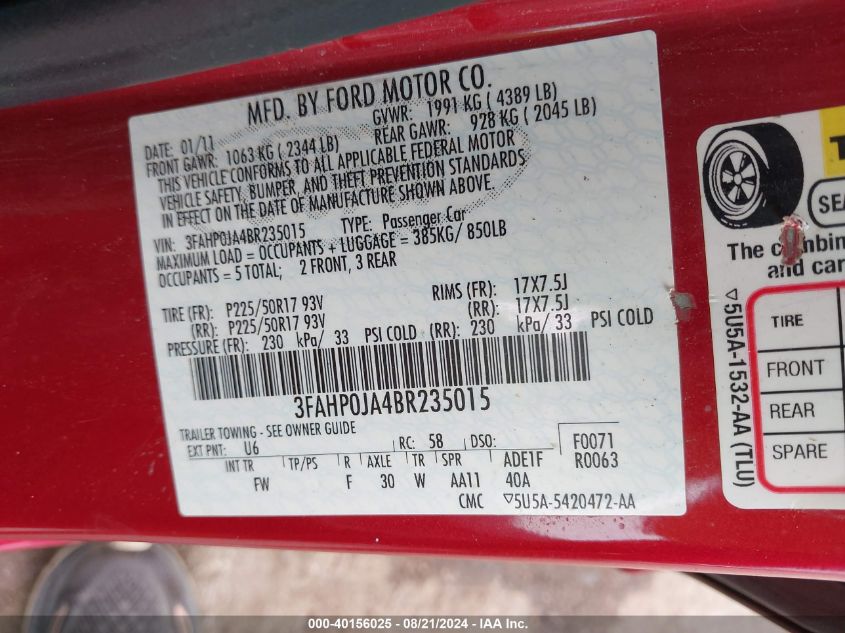 MFD. BY FORD MOTOR CO.
DATE: 01/11 GVWR: 1991 KG ( 4389 LB)
FRONT GAWR: 1063 KG ( 2344 LB) REAR GAWR: 928 KG ( 2045 LB)
THIS VEHICLE CONFORMS TO ALL APPLICABLE FEDERAL MOTOR
VEHICLE SAFETY, BUMPER, AND THEFT PREVENTION STANDARDS
IN EFFECT ON THE DATE OF MANUFACTURE SHOWN ABOVE.
VIN: 3FAHP0JA4BR235015 TYPE: Passenger Car
MAXIMUM LOAD = OCCUPANTS + LUGGAGE = 385KG/ 850LB
OCCUPANTS = 5 TOTAL; 2 FRONT, 3 REAR
TIRE (FR): P225/50R17 93V RIMS (FR): 17X7.5J
(RR): P225/50R17 93V (RR): 17X7.5J
PRESSURE (FR): 230 kPa/ 33 PSI COLD (RR): 230 kPa/ 33 PSI COLD
3FAHP0JA4BR235015
TRAILER TOWING - SEE OWNER GUIDE
EXT PNT: U6 RC: 58 DSO: F0071
INT TR TP/PS R AXLE TR SPR ADE1F R0063
FW F 30 W AA11 40A
CMC ▽5U5A-5420472-AA
T
SEA
The combin
and car
▽5U5A-1532-AA (TLU)
TIRE
FRONT
REAR
SPARE
3FAHP0JA4BR235015
#40156025 - 08/21/2024 - IAA Inc.